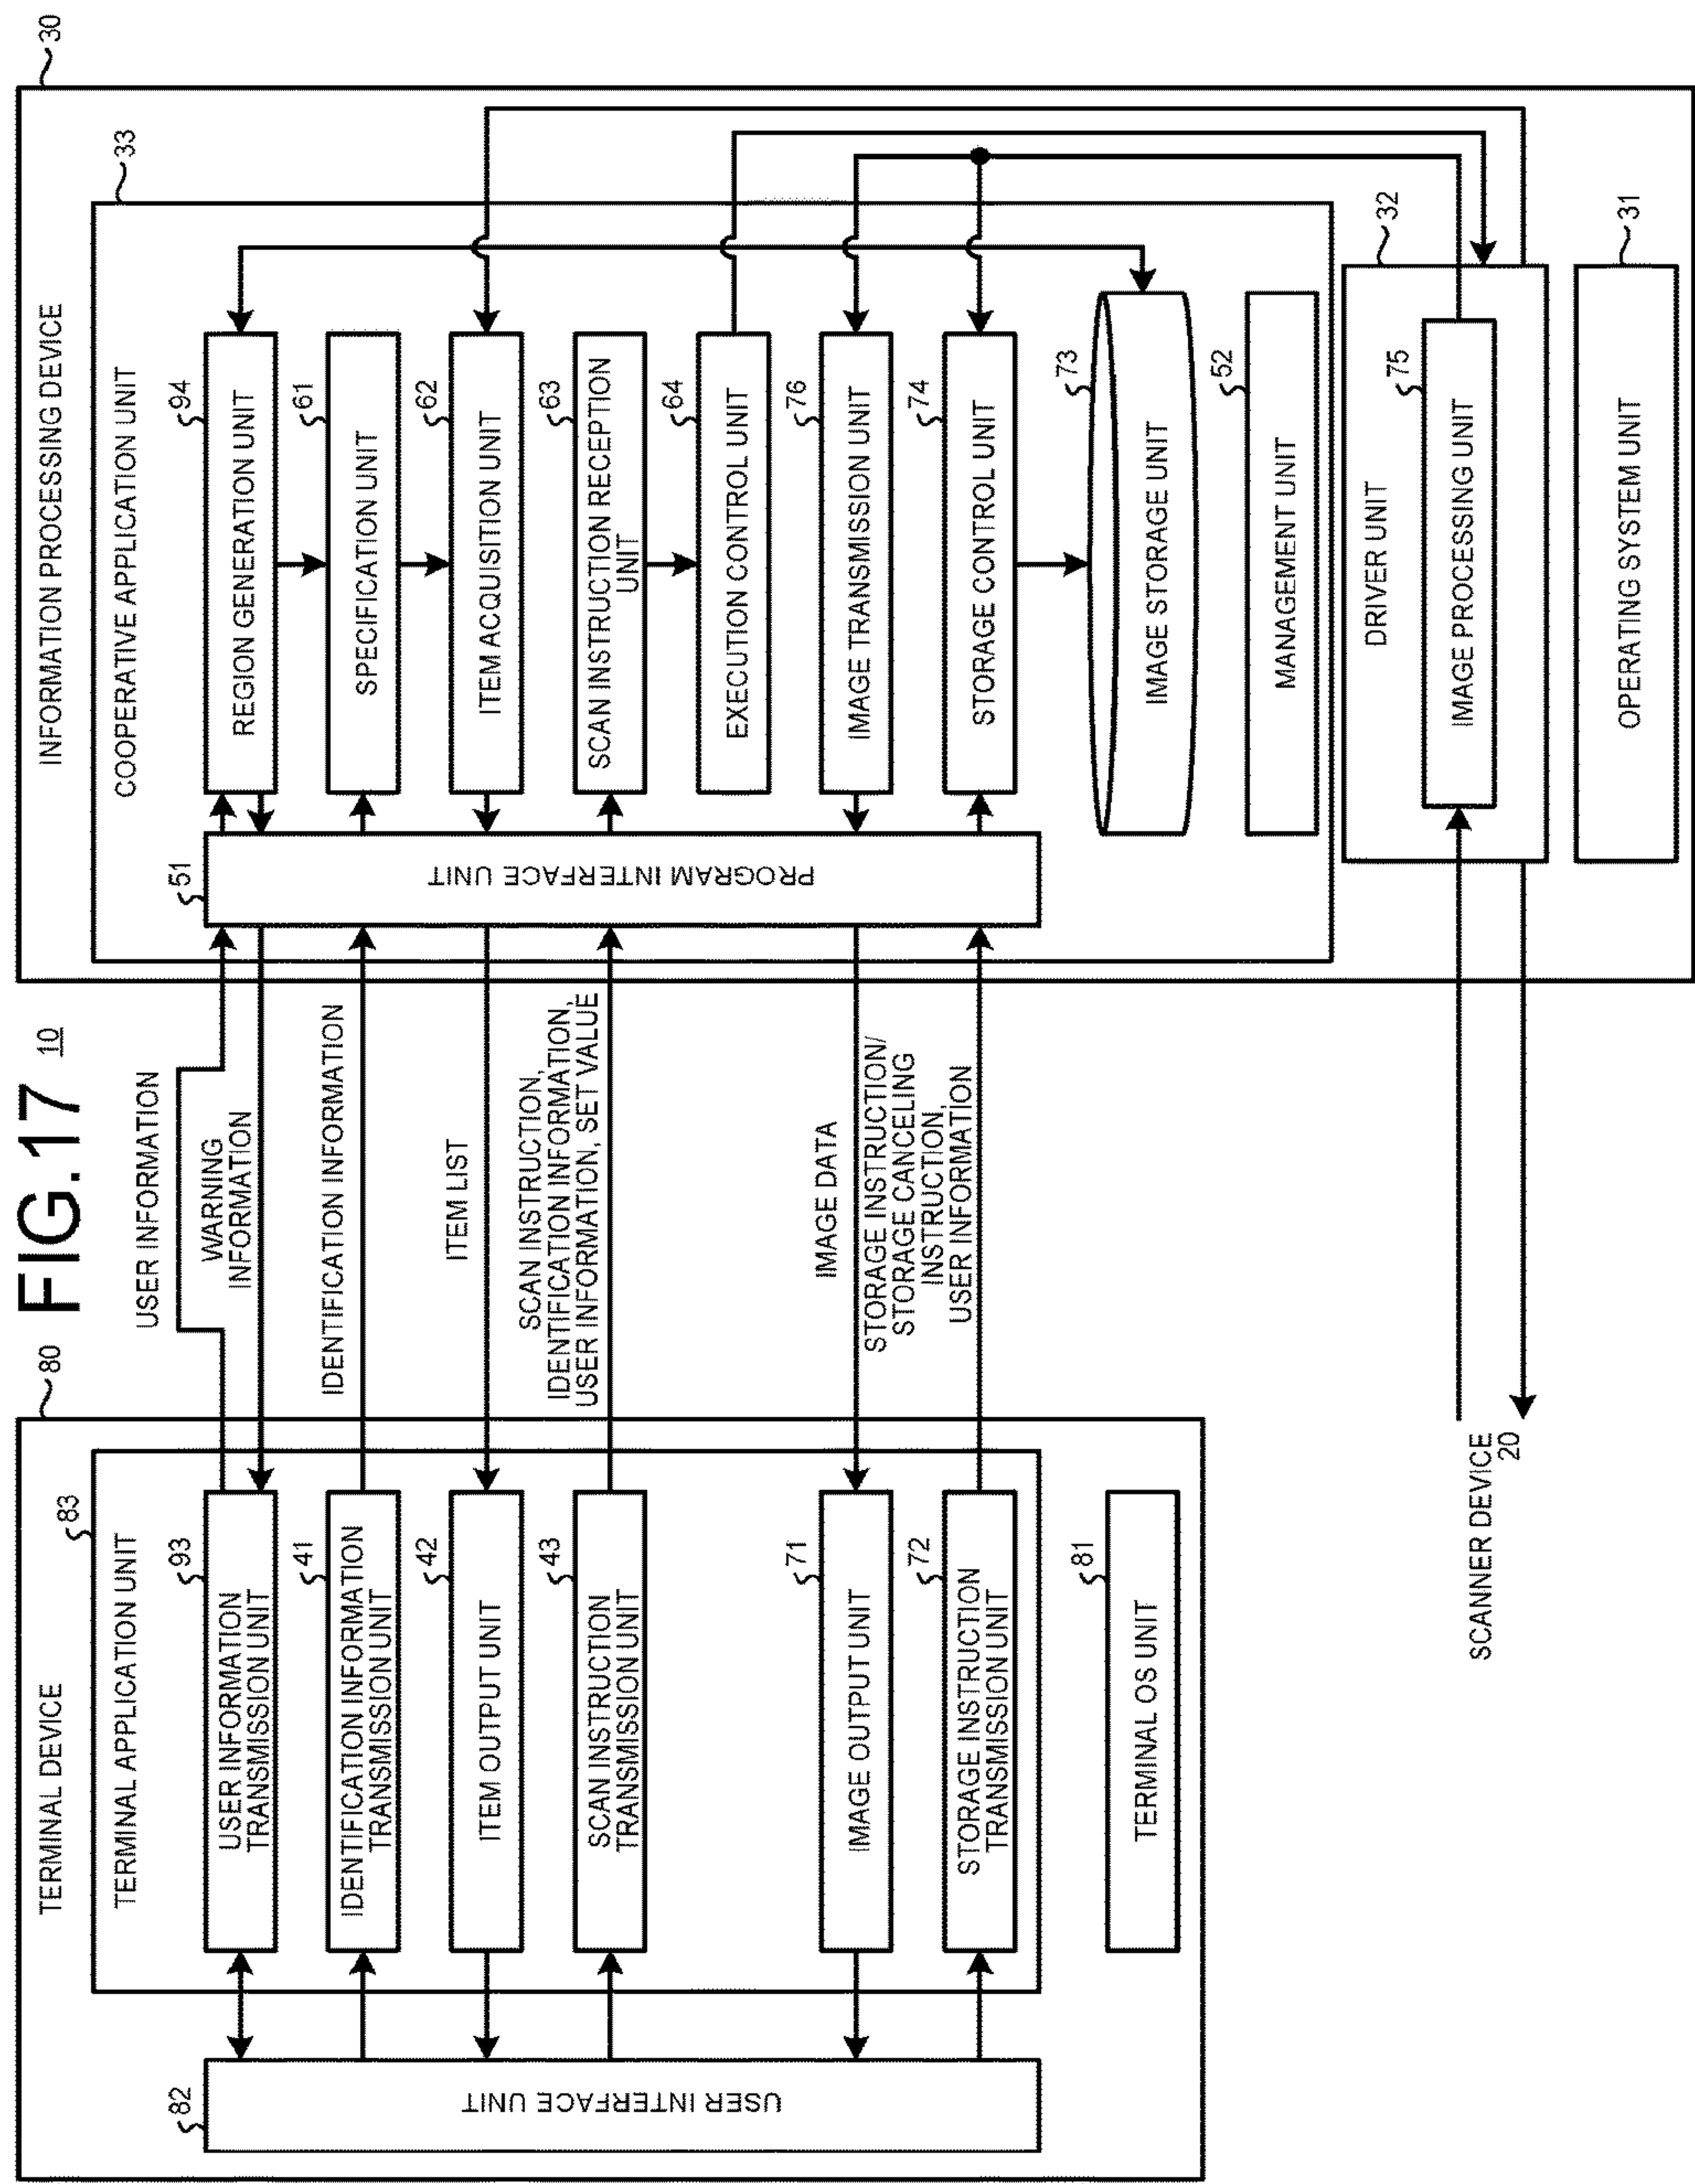 FIG.17
10
80
TERMINAL DEVICE
83
TERMINAL APPLICATION UNIT
82
USER INTERFACE UNIT
93
USER INFORMATION
TRANSMISSION UNIT
41
IDENTIFICATION INFORMATION
TRANSMISSION UNIT
42
ITEM OUTPUT UNIT
43
SCAN INSTRUCTION
TRANSMISSION UNIT
71
IMAGE OUTPUT UNIT
72
STORAGE INSTRUCTION
TRANSMISSION UNIT
81
TERMINAL OS UNIT
USER INFORMATION
WARNING
INFORMATION
IDENTIFICATION INFORMATION
ITEM LIST
SCAN INSTRUCTION,
IDENTIFICATION INFORMATION,
USER INFORMATION, SET VALUE
IMAGE DATA
STORAGE INSTRUCTION/
STORAGE CANCELING
INSTRUCTION,
USER INFORMATION
SCANNER DEVICE
20
30
INFORMATION PROCESSING DEVICE
33
COOPERATIVE APPLICATION UNIT
51
PROGRAM INTERFACE UNIT
94
REGION GENERATION UNIT
61
SPECIFICATION UNIT
62
ITEM ACQUISITION UNIT
63
SCAN INSTRUCTION RECEPTION
UNIT
64
EXECUTION CONTROL UNIT
76
IMAGE TRANSMISSION UNIT
74
STORAGE CONTROL UNIT
73
IMAGE STORAGE UNIT
52
MANAGEMENT UNIT
32
DRIVER UNIT
75
IMAGE PROCESSING UNIT
31
OPERATING SYSTEM UNIT